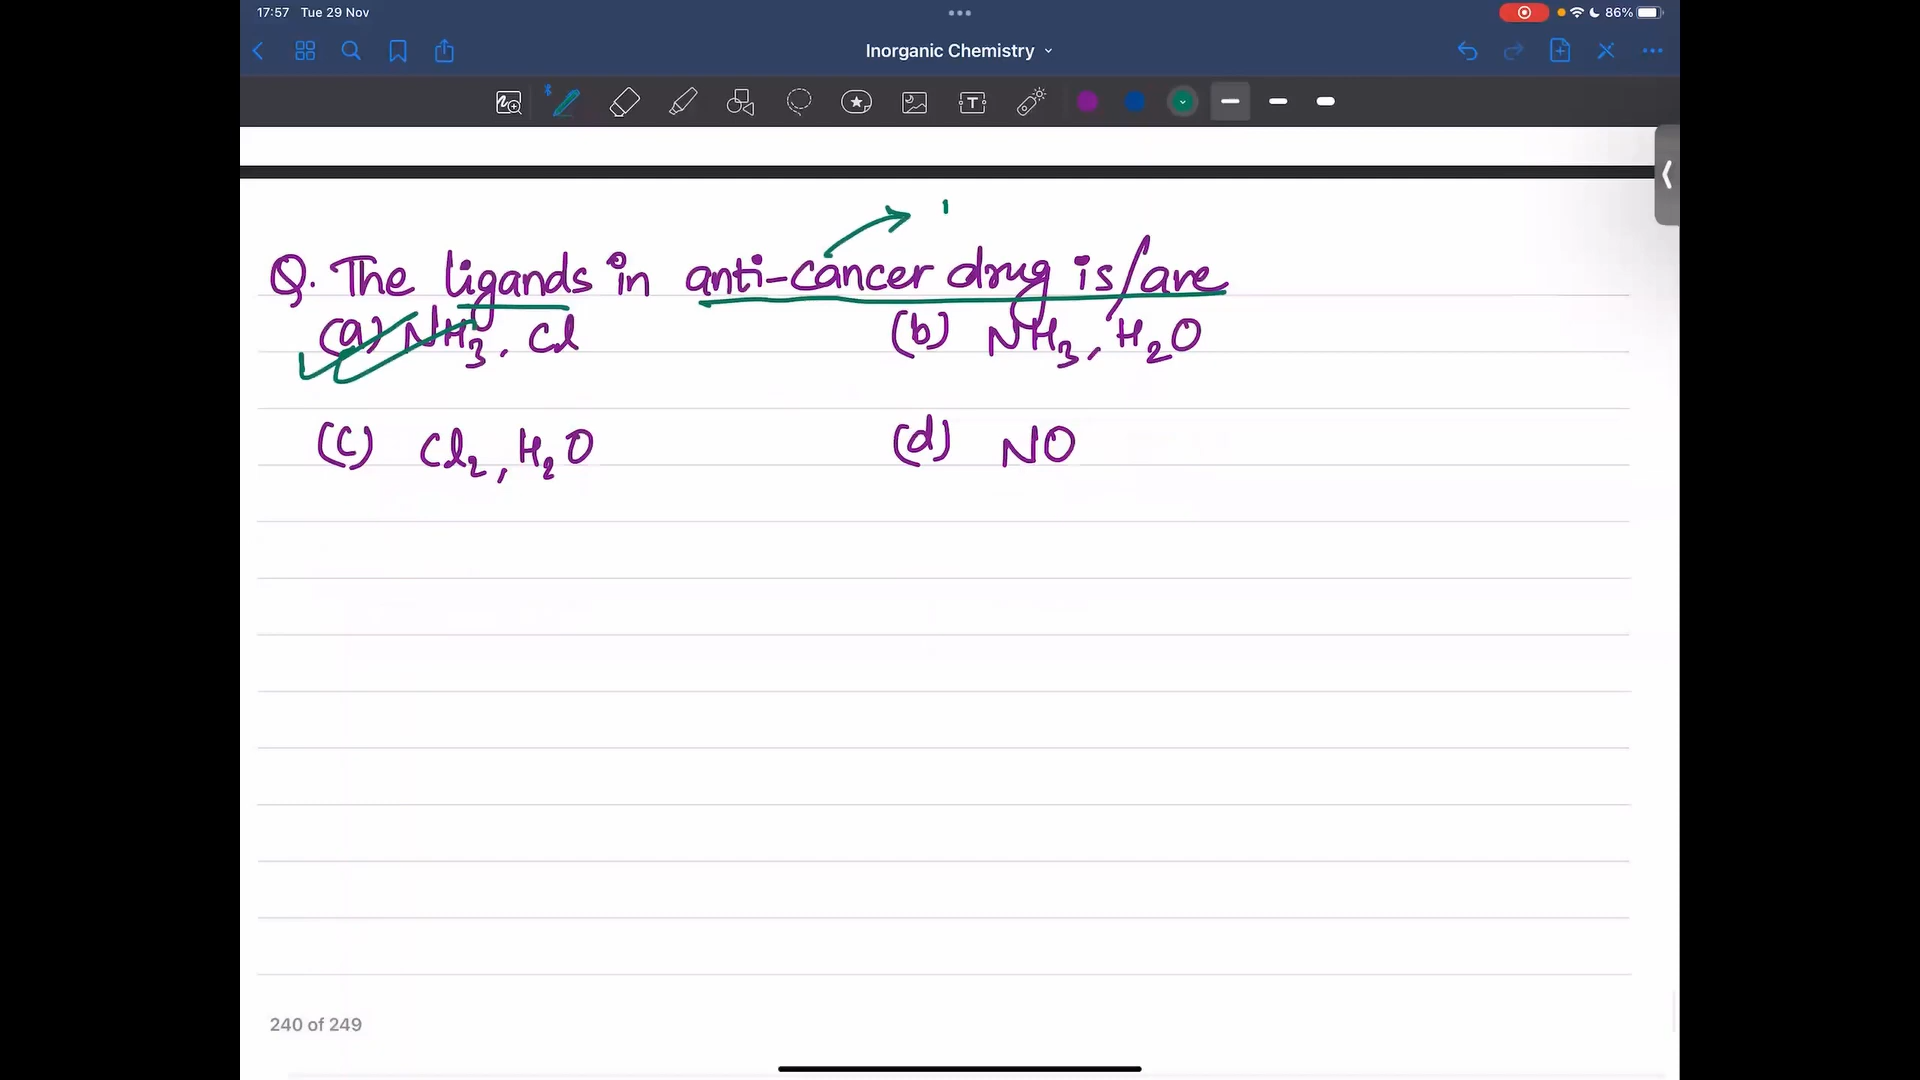 17:57 Tue 29 Nov
86%
Inorganic Chemistry
Q. The ligands in anti-cancer drug is/are
(a) NH₃, Cl (b) NH₃, H₂O
(c) Cl₂, H₂O (d) NO
240 of 249